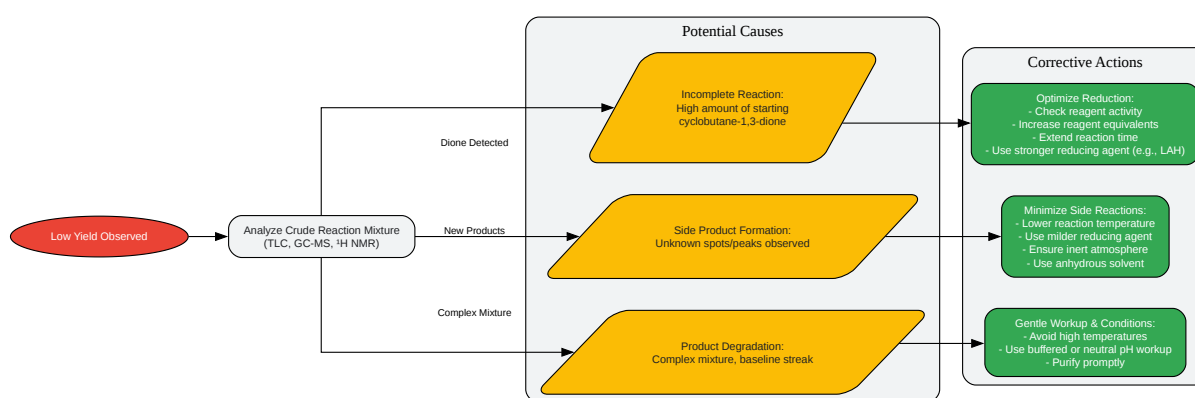 Low Yield Observed
Analyze Crude Reaction Mixture
(TLC, GC-MS, ¹H NMR)
Dione Detected
New Products
Complex Mixture
Potential Causes
Incomplete Reaction:
High amount of starting
cyclobutane-1,3-dione
Side Product Formation:
Unknown spots/peaks observed
Product Degradation:
Complex mixture, baseline streak
Corrective Actions
Optimize Reduction:
- Check reagent activity
- Increase reagent equivalents
- Extend reaction time
- Use stronger reducing agent (e.g., LAH)
Minimize Side Reactions:
- Lower reaction temperature
- Use milder reducing agent
- Ensure inert atmosphere
- Use anhydrous solvent
Gentle Workup & Conditions:
- Avoid high temperatures
- Use buffered or neutral pH workup
- Purify promptly